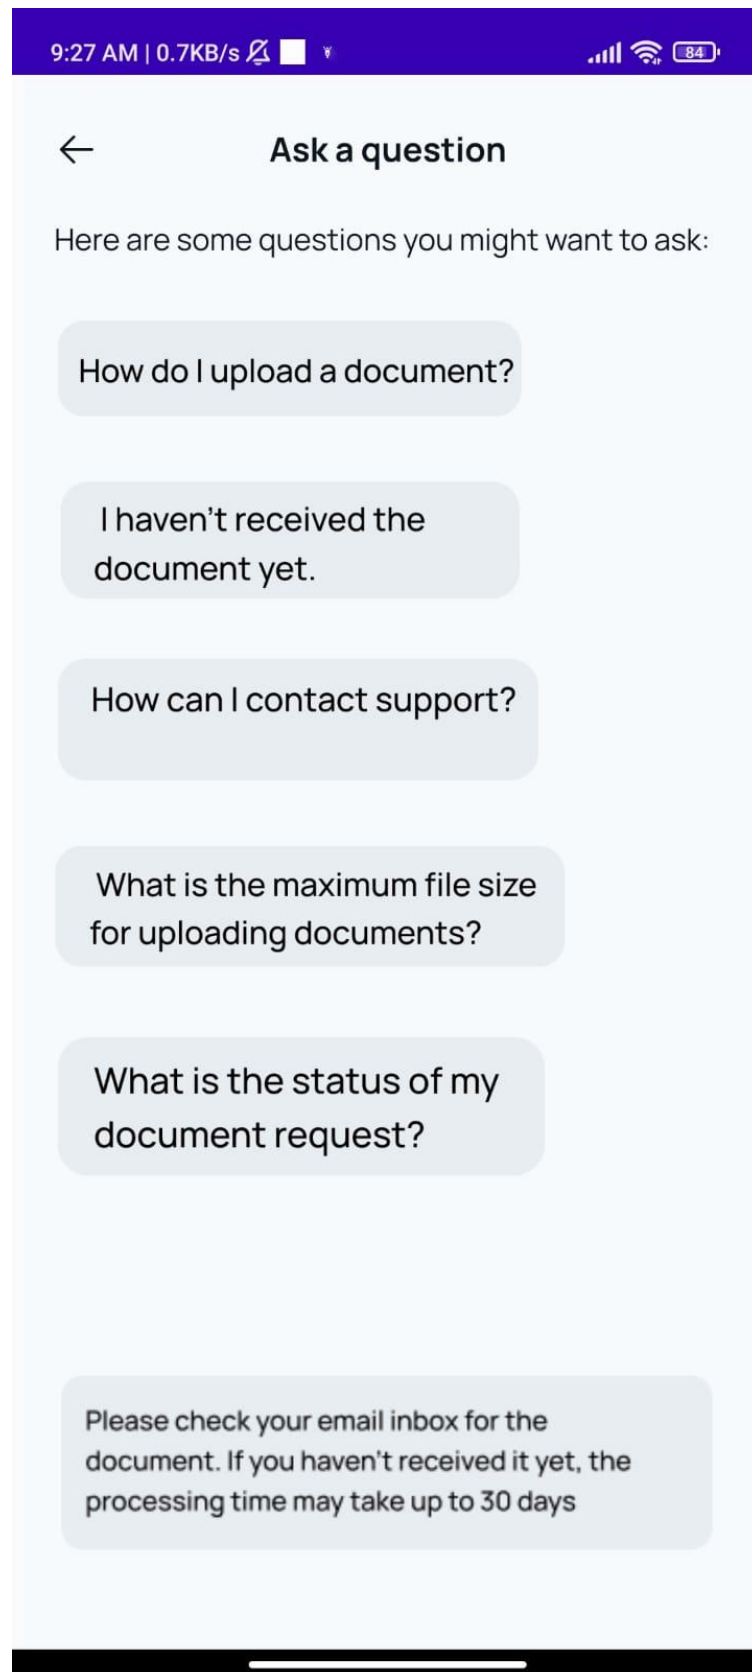 9:27 AM | 0.7KB/s
84
Ask a question
Here are some questions you might want to ask:
How do I upload a document?
I haven't received the
document yet.
How can I contact support?
What is the maximum file size
for uploading documents?
What is the status of my
document request?
Please check your email inbox for the
document. If you haven't received it yet, the
processing time may take up to 30 days